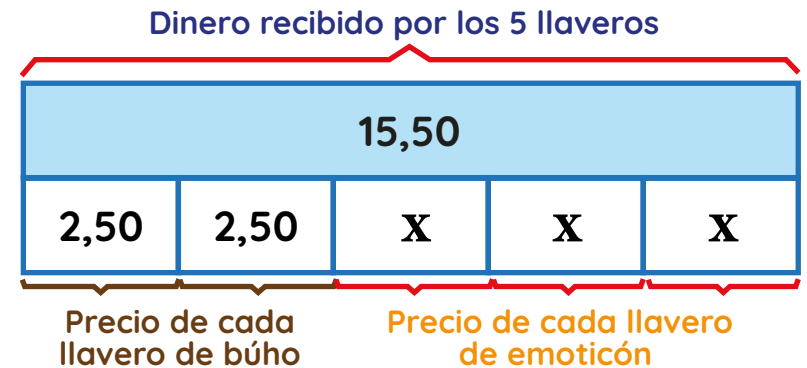 Dinero recibido por los 5 llaveros
15,50
2,50 2,50 x x x
Precio de cada
llavero de búho
Precio de cada llavero
de emoticón